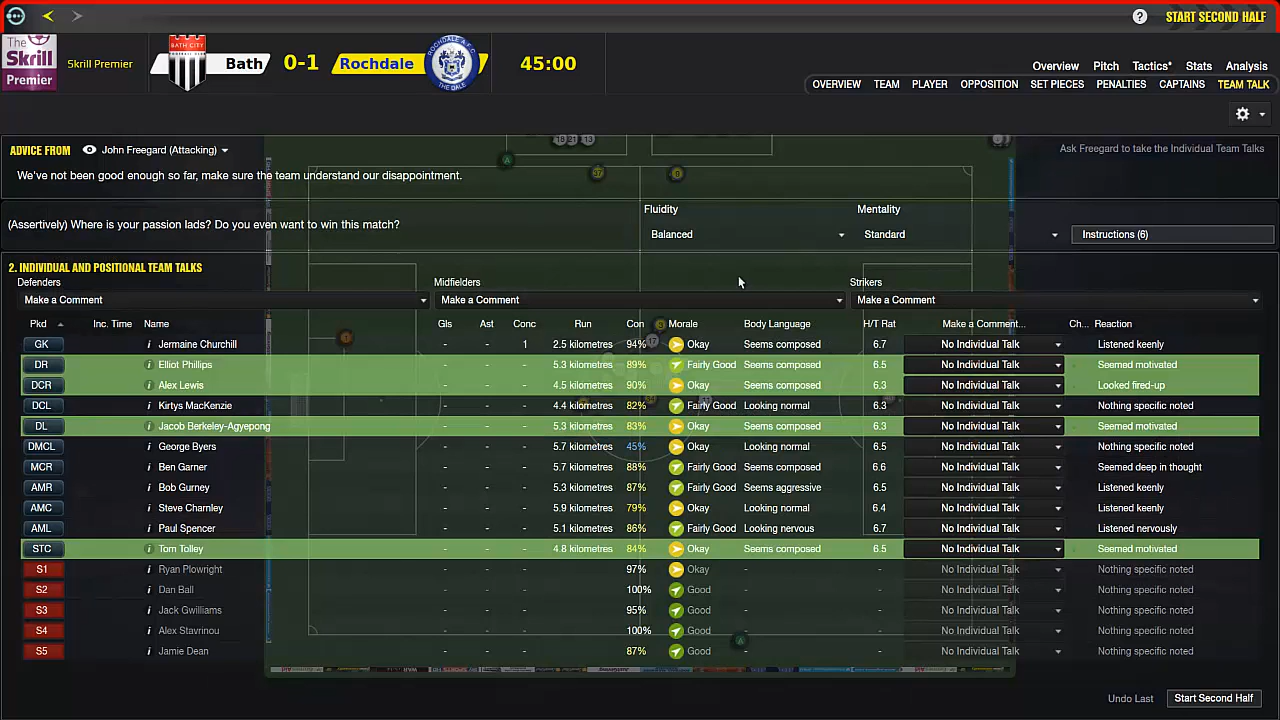 ? START SECOND HALF
The Skrill Premier
Skrill Premier
BATH CITY
Bath 0-1 Rochdale 45:00
ROCHDALE A.F.C.
THE DALE
Overview Pitch Tactics* Stats Analysis
OVERVIEW TEAM PLAYER OPPOSITION SET PIECES PENALTIES CAPTAINS TEAM TALK
ADVICE FROM John Freegard (Attacking) Ask Freegard to take the Individual Team Talks
We've not been good enough so far, make sure the team understand our disappointment.
Fluidity Mentality
(Assertively) Where is your passion lads? Do you even want to win this match? Balanced Standard Instructions (6)
2. INDIVIDUAL AND POSITIONAL TEAM TALKS
Defenders Midfielders Strikers
Make a Comment Make a Comment Make a Comment
Pkd Inc. Time Name Gls Ast Conc Run Con Morale Body Language H/T Rat Make a Comment... Ch... Reaction
GK i Jermaine Churchill - - 1 2.5 kilometres 94% Okay Seems composed 6.7 No Individual Talk Listened keenly
DR i Elliot Phillips - - - 5.3 kilometres 89% Fairly Good Seems composed 6.5 No Individual Talk Seemed motivated
DCR i Alex Lewis - - - 4.5 kilometres 90% Okay Seems composed 6.3 No Individual Talk Looked fired-up
DCL i Kirtys MacKenzie - - - 4.4 kilometres 82% Fairly Good Looking normal 6.3 No Individual Talk Nothing specific noted
DL i Jacob Berkeley-Agyepong - - - 5.3 kilometres 83% Okay Seems composed 6.3 No Individual Talk Seemed motivated
DMCL i George Byers - - - 5.7 kilometres 45% Okay Looking normal 6.5 No Individual Talk Nothing specific noted
MCR i Ben Garner - - - 5.7 kilometres 88% Fairly Good Seems composed 6.6 No Individual Talk Seemed deep in thought
AMR i Bob Gurney - - - 5.3 kilometres 87% Fairly Good Seems aggressive 6.5 No Individual Talk Listened keenly
AMC i Steve Charnley - - - 5.9 kilometres 79% Okay Looking normal 6.4 No Individual Talk Listened keenly
AML i Paul Spencer - - - 5.1 kilometres 86% Fairly Good Looking nervous 6.7 No Individual Talk Listened nervously
STC i Tom Tolley - - - 4.8 kilometres 84% Okay Seems composed 6.5 No Individual Talk Seemed motivated
S1 i Ryan Plowright - - - - 97% Okay - - No Individual Talk Nothing specific noted
S2 i Dan Ball - - - - 100% Good - - No Individual Talk Nothing specific noted
S3 i Jack Gwilliams - - - - 95% Good - - No Individual Talk Nothing specific noted
S4 i Alex Stavrinou - - - - 100% Good - - No Individual Talk Nothing specific noted
S5 i Jamie Dean - - - - 87% Good - - No Individual Talk Nothing specific noted
Undo Last Start Second Half